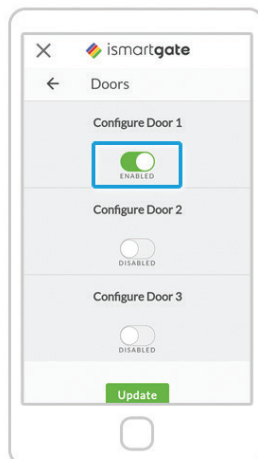 ismartgate
Doors
Configure Door 1
ENABLED
Configure Door 2
DISABLED
Configure Door 3
DISABLED
Update